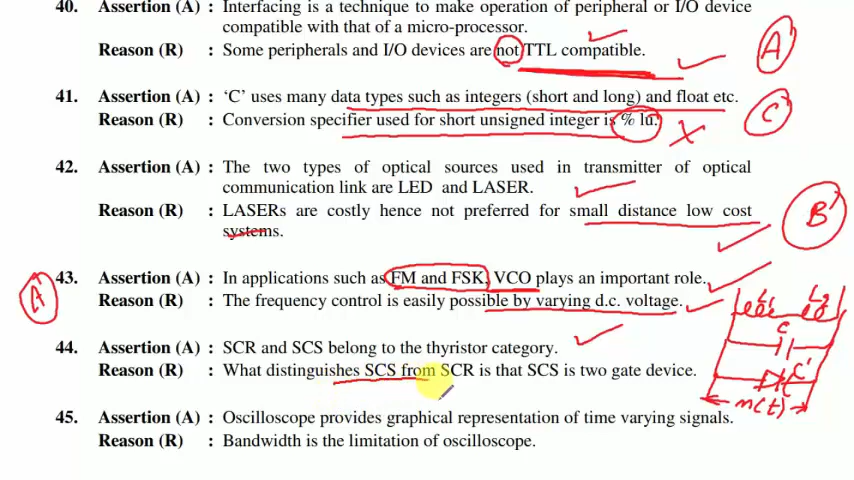 40. Assertion (A) : Interfacing is a technique to make operation of peripheral or I/O device
compatible with that of a micro-processor.
Reason (R) : Some peripherals and I/O devices are not TTL compatible.
A'
41. Assertion (A) : ‘C’ uses many data types such as integers (short and long) and float etc.
Reason (R) : Conversion specifier used for short unsigned integer is % lu.
C'
42. Assertion (A) : The two types of optical sources used in transmitter of optical
communication link are LED and LASER.
Reason (R) : LASERs are costly hence not preferred for small distance low cost
systems.
B'
43. Assertion (A) : In applications such as FM and FSK, VCO plays an important role.
Reason (R) : The frequency control is easily possible by varying d.c. voltage.
A'
L1 L2
C
C'
m(t)
44. Assertion (A) : SCR and SCS belong to the thyristor category.
Reason (R) : What distinguishes SCS from SCR is that SCS is two gate device.
45. Assertion (A) : Oscilloscope provides graphical representation of time varying signals.
Reason (R) : Bandwidth is the limitation of oscilloscope.